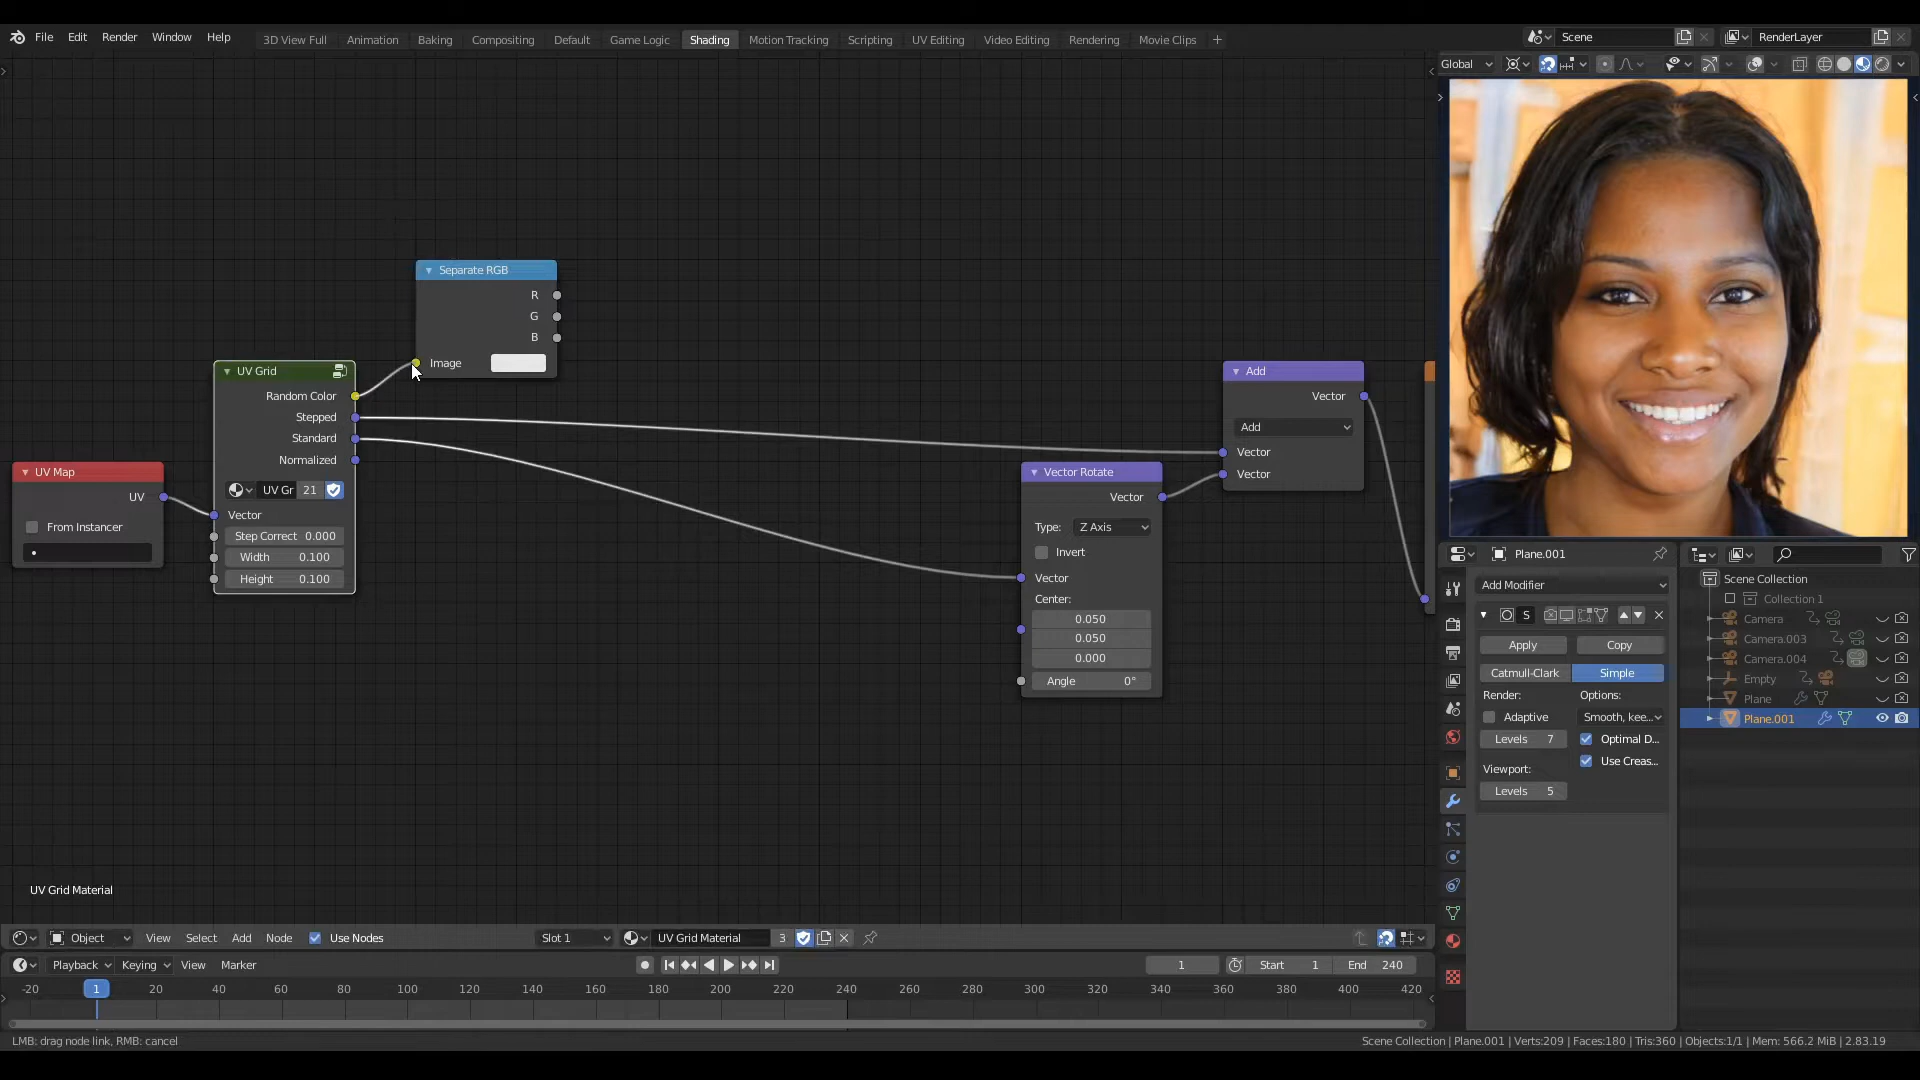 File Edit Render Window Help
3D View Full Animation Baking Compositing Default Game Logic Shading Motion Tracking Scripting UV Editing Video Editing Rendering Movie Clips +
Scene
RenderLayer
Global
Separate RGB
R
G
B
Image
UV Grid
Random Color
Stepped
Standard
Normalized
UV Gr 21
Vector
Step Correct 0.000
Width 0.100
Height 0.100
UV Map
UV
From Instancer
Vector Rotate
Vector
Type: Z Axis
Invert
Vector
Center:
0.050
0.050
0.000
Angle 0°
Add
Vector
Add
Vector
Vector
Plane.001
Add Modifier
S
Apply Copy
Catmull-Clark Simple
Render: Options:
Adaptive Smooth, kee...
Levels 7 Optimal D...
Use Creas...
Viewport:
Levels 5
Scene Collection
Collection 1
Camera
Camera.003
Camera.004
Empty
Plane
Plane.001
UV Grid Material
Object View Select Add Node Use Nodes Slot 1 UV Grid Material 3
Playback Keying View Marker 1 Start 1 End 240
-20 1 20 40 60 80 100 120 140 160 180 200 220 240 260 280 300 320 340 360 380 400 420
LMB: drag node link, RMB: cancel
Scene Collection | Plane.001 | Verts:209 | Faces:180 | Tris:360 | Objects:1/1 | Mem: 566.2 MiB | 2.83.19